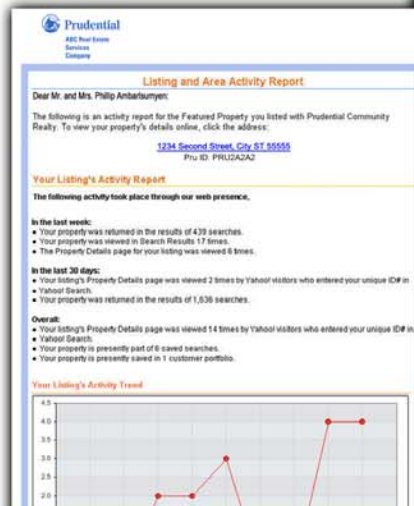 Prudential
ABC Real Estate
Services
Company
Listing and Area Activity Report
Dear Mr. and Mrs. Phillip Ambartsumyen:
The following is an activity report for the Featured Property you listed with Prudential Community
Realty. To view your property's details online, click the address:
1234 Second Street, City ST 55555
Pru ID: PRU2A2A2
Your Listing's Activity Report
The following activity took place through our web presence,
In the last week:
• Your property was returned in the results of 439 searches.
• Your property was viewed in Search Results 17 times.
• The Property Details page for your listing was viewed 6 times.
In the last 30 days:
• Your listing's Property Details page was viewed 2 times by Yahoo! visitors who entered your unique ID# in
• Yahoo! Search.
• Your property was returned in the results of 1,636 searches.
Overall:
• Your listing's Property Details page was viewed 14 times by Yahoo! visitors who entered your unique ID# in
• Yahoo! Search.
• Your property is presently part of 6 saved searches.
• Your property is presently saved in 1 customer portfolio.
Your Listing's Activity Trend
4.5
4.0
3.5
3.0
2.5
2.0